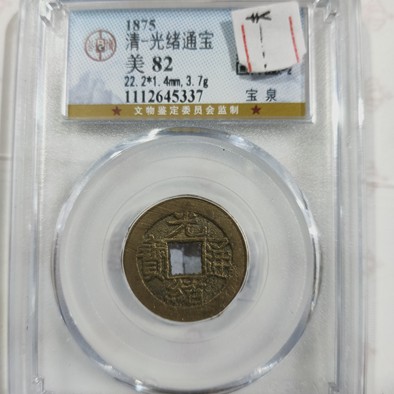 1875
清-光绪通宝
美 82
22.2*1.4mm,3.7g
1112645337
宝 泉
★ 文物鉴定委员会监制 ★
光
寶 通
緒